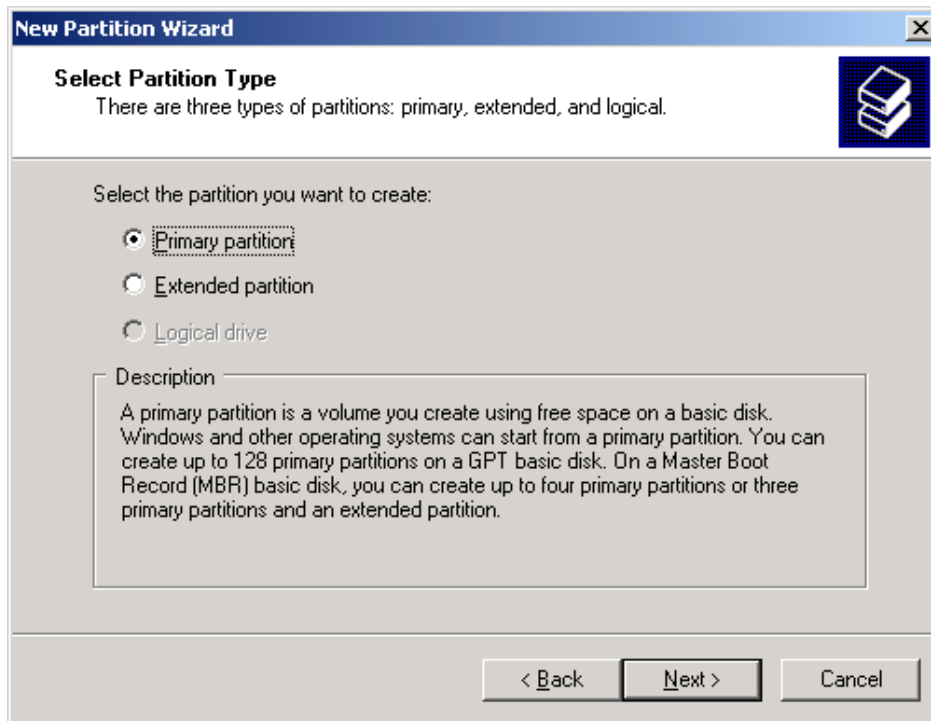 New Partition Wizard
Select Partition Type
There are three types of partitions: primary, extended, and logical.
Select the partition you want to create:
Primary partition
Extended partition
Logical drive
Description
A primary partition is a volume you create using free space on a basic disk.
Windows and other operating systems can start from a primary partition. You can
create up to 128 primary partitions on a GPT basic disk. On a Master Boot
Record (MBR) basic disk, you can create up to four primary partitions or three
primary partitions and an extended partition.
< Back Next > Cancel